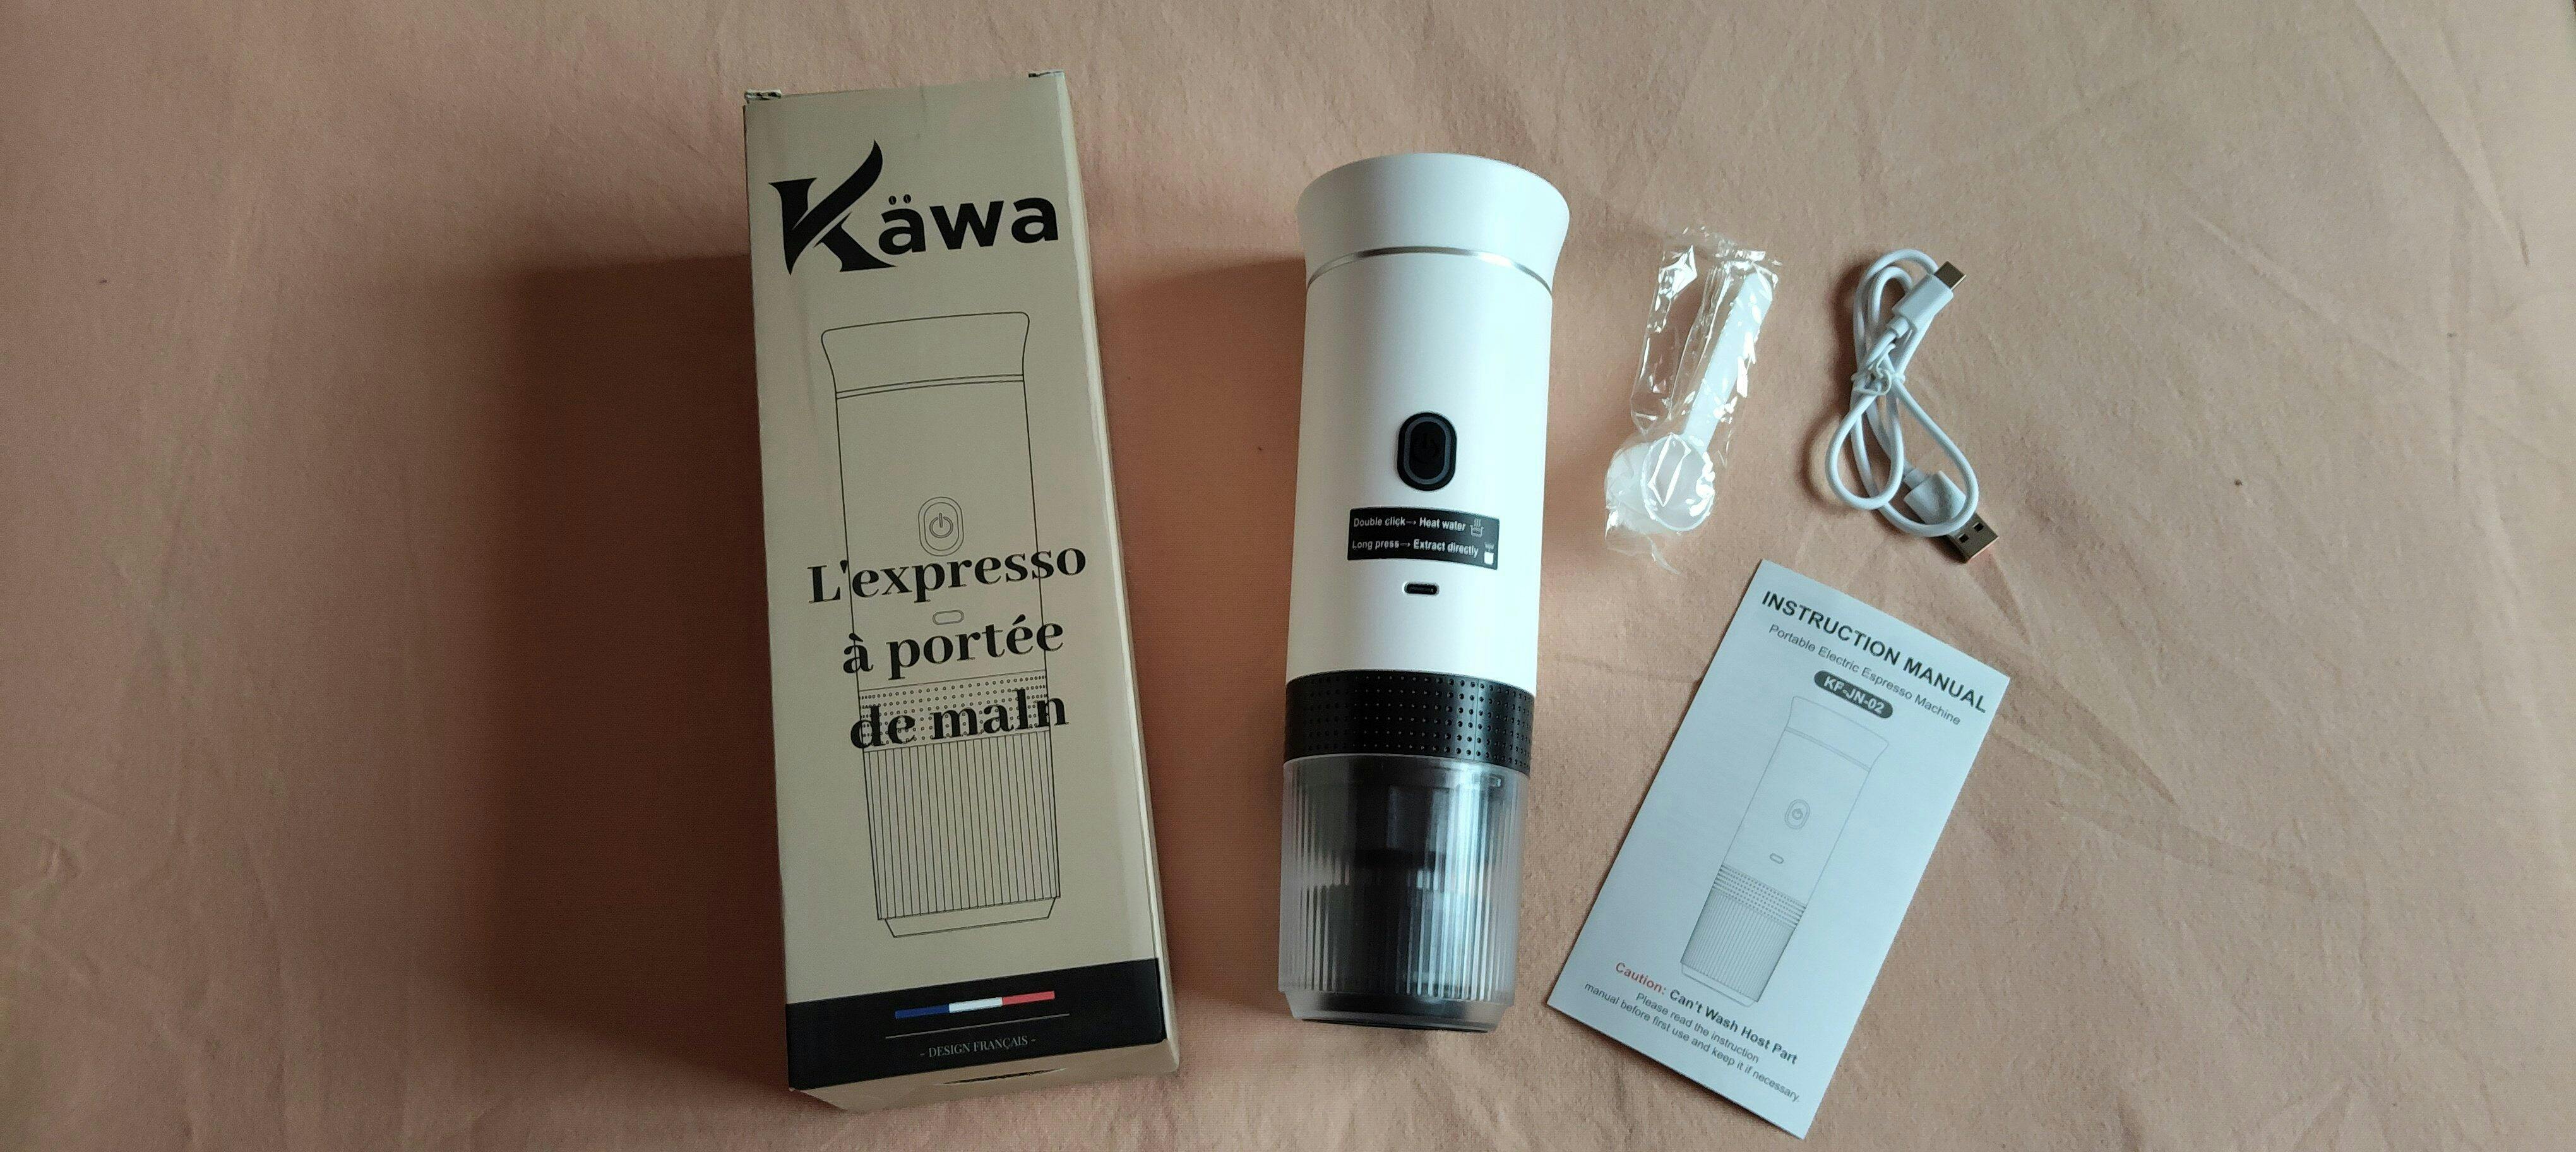 Käwa
L'expresso
à portée
de maln
- DESIGN FRANÇAIS -
Double click→ Heat water
Long press→ Extract directly
INSTRUCTION MANUAL
Portable Electric Espresso Machine
KF-JN-02
Caution: Can't Wash Host Part
Please read the instruction
manual before first use and keep it if necessary.